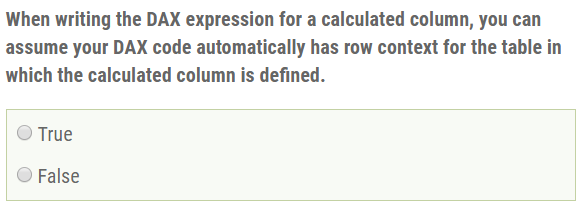 When writing the DAX expression for a calculated column, you can
assume your DAX code automatically has row context for the table in
which the calculated column is defined.
True
False